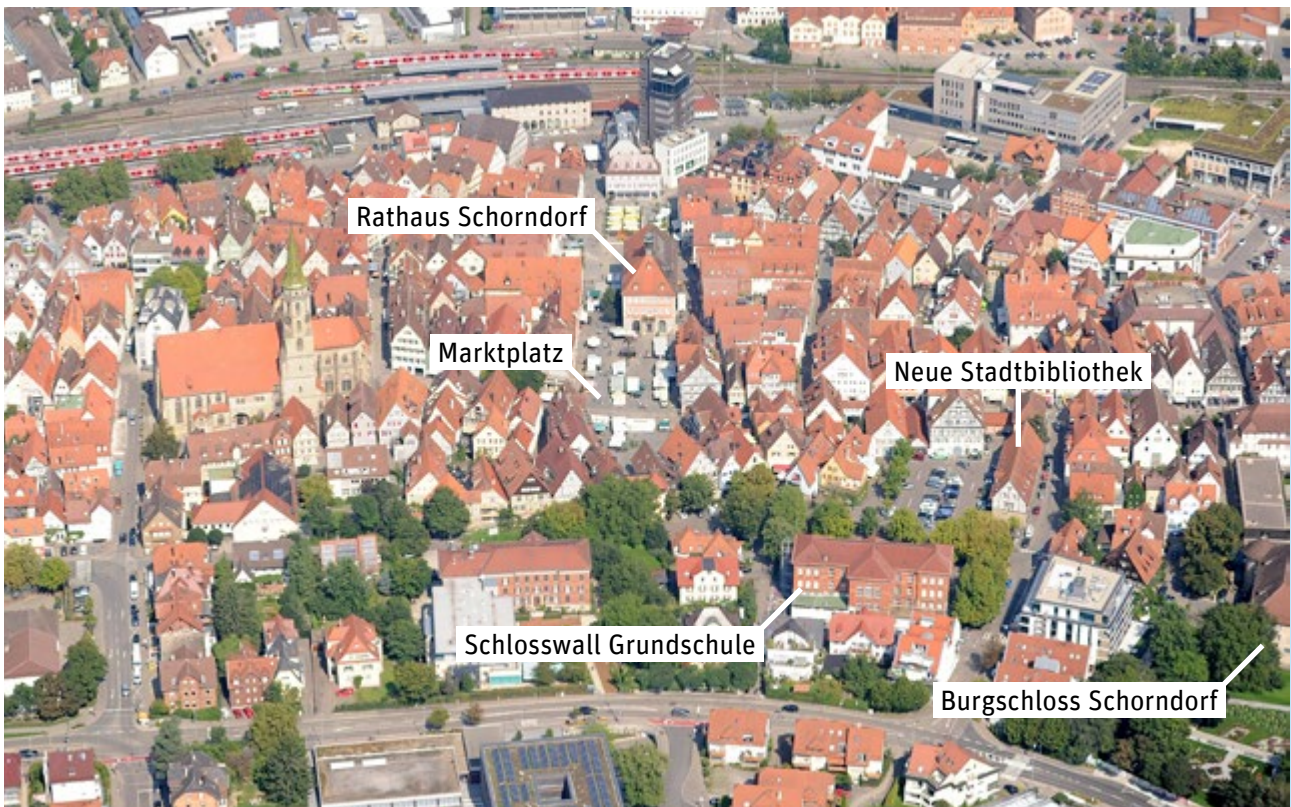 Rathaus Schorndorf
Marktplatz
Neue Stadtbibliothek
Schlosswall Grundschule
Burgschloss Schorndorf